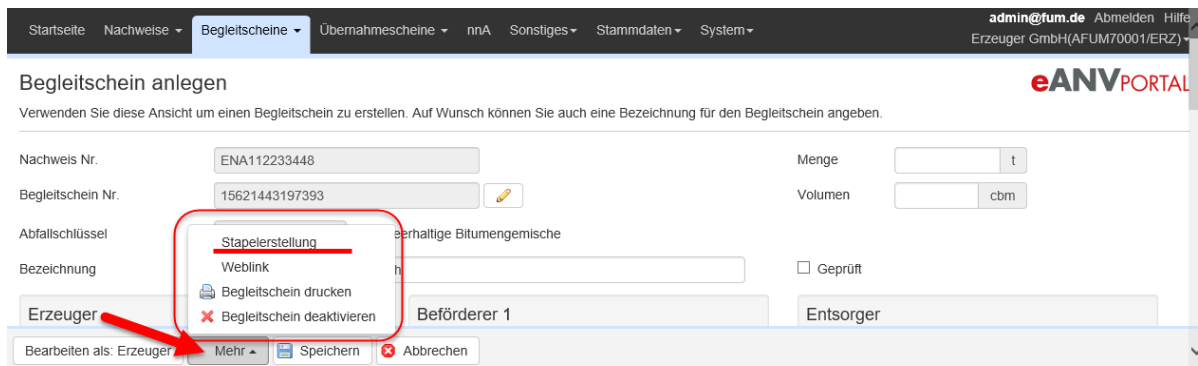 admin@fum.de Abmelden Hilfe
Startseite Nachweise Begleitscheine Übernahmescheine nnA Sonstiges Stammdaten System
Erzeuger GmbH(AFUM70001/ERZ)
Begleitschein anlegen
eANVPORTAL
Verwenden Sie diese Ansicht um einen Begleitschein zu erstellen. Auf Wunsch können Sie auch eine Bezeichnung für den Begleitschein angeben.
Nachweis Nr. ENA112233448 Menge t
Begleitschein Nr. 15621443197393 Volumen cbm
Abfallschlüssel erhaltige Bitumengemische
Stapelerstellung
Bezeichnung Geprüft
Weblink
Begleitschein drucken
Begleitschein deaktivieren
Erzeuger Beförderer 1 Entsorger
Bearbeiten als: Erzeuger Mehr Speichern Abbrechen